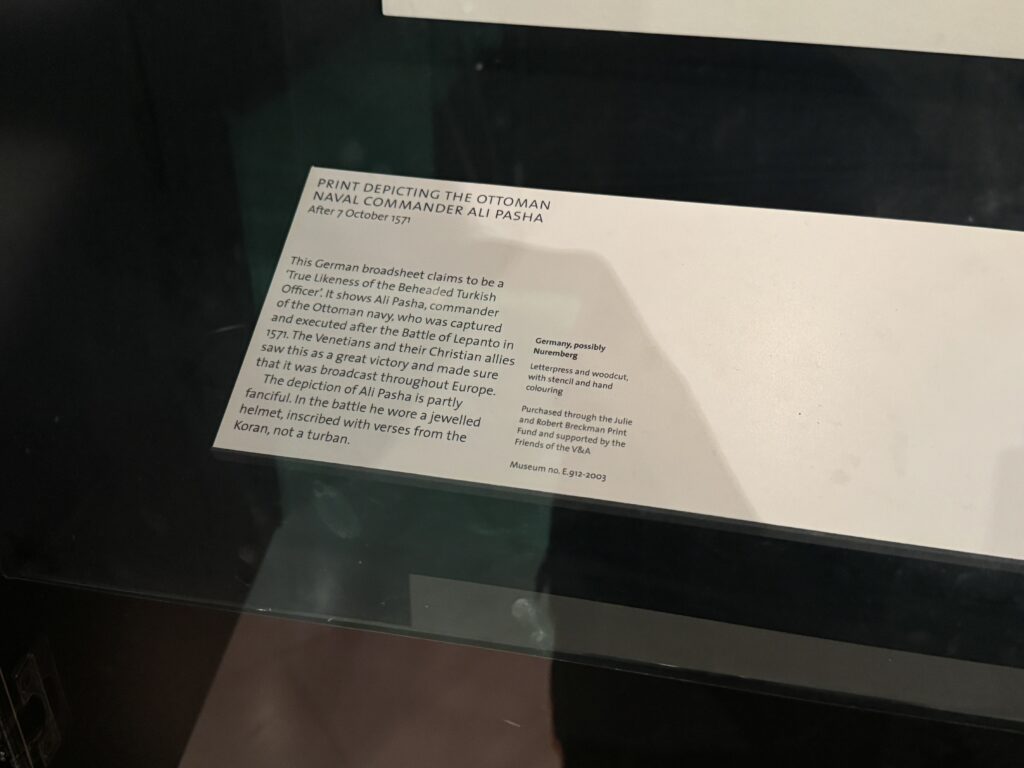 PRINT DEPICTING THE OTTOMAN
NAVAL COMMANDER ALI PASHA
After 7 October 1571
This German broadsheet claims to be a
'True Likeness of the Beheaded Turkish
Officer'. It shows Ali Pasha, commander
of the Ottoman navy, who was captured
and executed after the Battle of Lepanto in
1571. The Venetians and their Christian allies
saw this as a great victory and made sure
that it was broadcast throughout Europe.
The depiction of Ali Pasha is partly
fanciful. In the battle he wore a jewelled
helmet, inscribed with verses from the
Koran, not a turban.
Germany, possibly
Nuremberg
Letterpress and woodcut,
with stencil and hand
colouring
Purchased through the Julie
and Robert Breckman Print
Fund and supported by the
Friends of the V&A
Museum no. E.912-2003